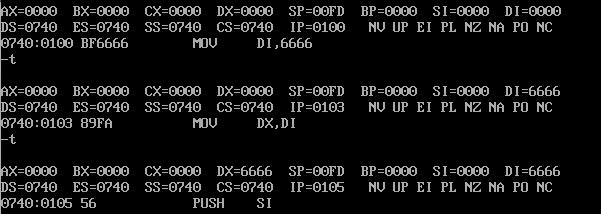 AX=0000 BX=0000 CX=0000 DX=0000 SP=00FD BP=0000 SI=0000 DI=0000
DS=0740 ES=0740 SS=0740 CS=0740 IP=0100 NV UP EI PL NZ NA PO NC
0740:0100 BF6666 MOV DI,6666
-t
AX=0000 BX=0000 CX=0000 DX=0000 SP=00FD BP=0000 SI=0000 DI=6666
DS=0740 ES=0740 SS=0740 CS=0740 IP=0103 NV UP EI PL NZ NA PO NC
0740:0103 89FA MOV DX,DI
-t
AX=0000 BX=0000 CX=0000 DX=6666 SP=00FD BP=0000 SI=0000 DI=6666
DS=0740 ES=0740 SS=0740 CS=0740 IP=0105 NV UP EI PL NZ NA PO NC
0740:0105 56 PUSH SI